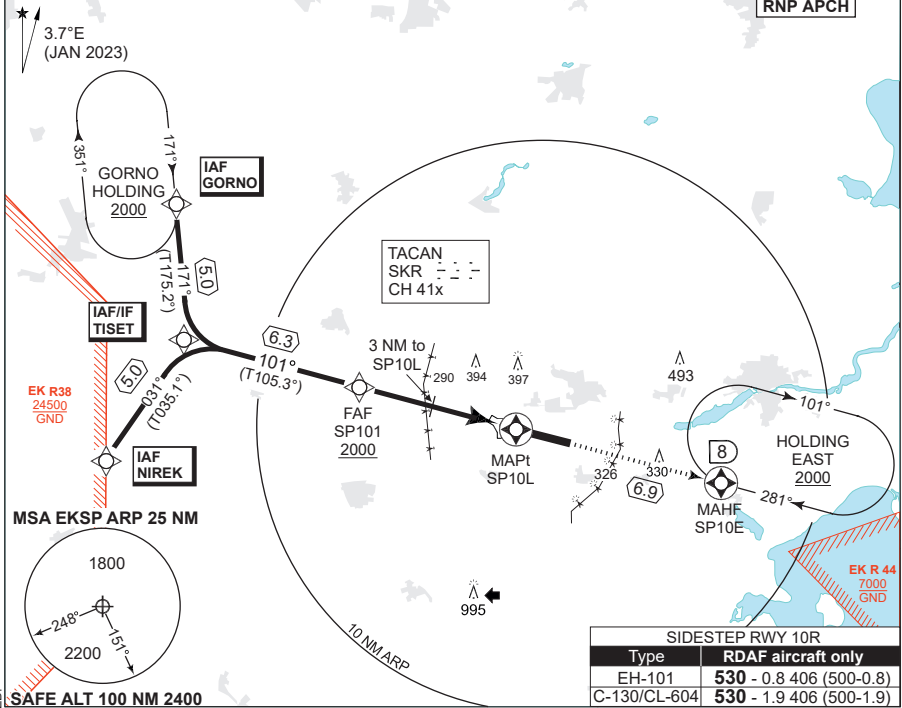 RNP APCH
3.7°E
(JAN 2023)
351°
171°
GORNO
HOLDING
2000
IAF
GORNO
171°
(T175.2°)
5.0
TACAN
SKR
CH 41x
IAF/IF
TISET
6.3
101°
(T105.3°)
3 NM to
SP10L
290
394
397
493
5.0
031°
(T035.1°)
EK R38
24500
GND
FAF
SP101
2000
101°
IAF
NIREK
MAPt
SP10L
326
330
6.9
8
HOLDING
EAST
2000
281°
MAHF
SP10E
MSA EKSP ARP 25 NM
1800
248°
151°
2200
SAFE ALT 100 NM 2400
995
10 NM ARP
EK R 44
7000
GND
SIDESTEP RWY 10R
Type RDAF aircraft only
EH-101 530 - 0.8 406 (500-0.8)
C-130/CL-604 530 - 1.9 406 (500-1.9)